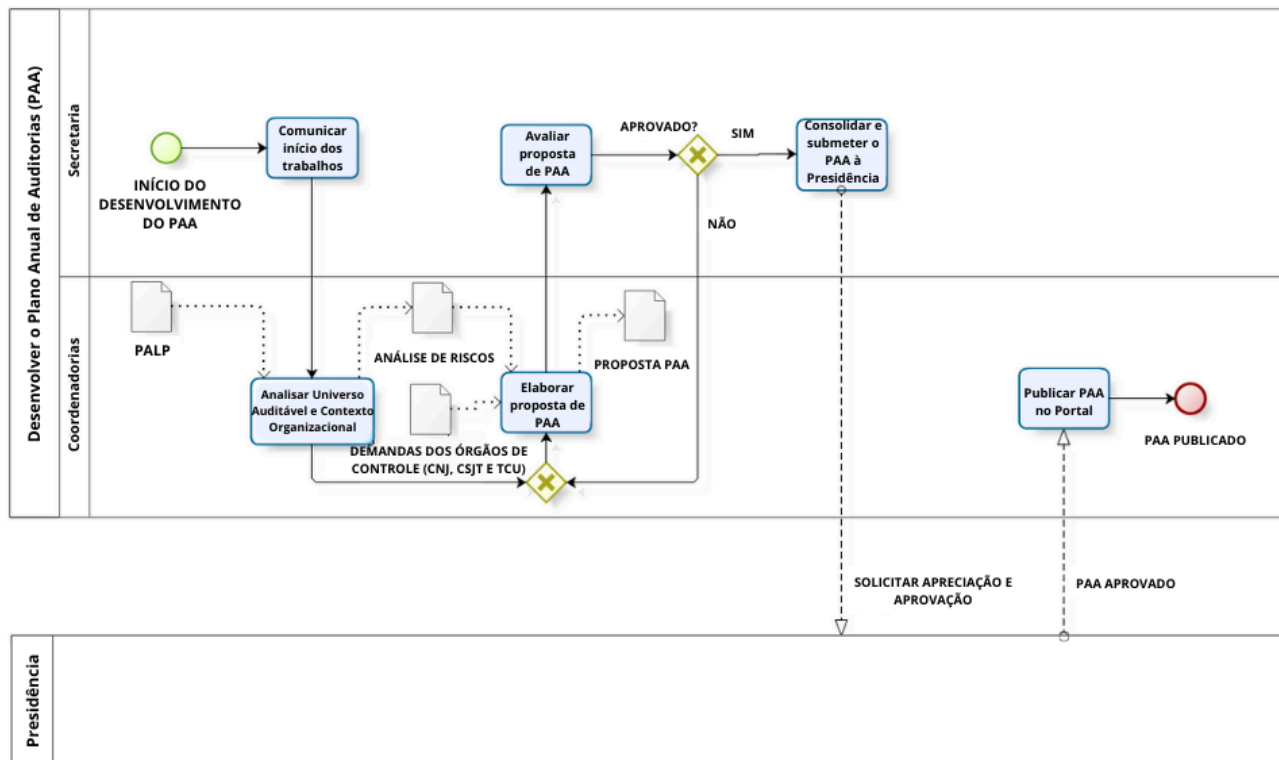 Desenvolver o Plano Anual de Auditorias (PAA)
Secretaria
INÍCIO DO
DESENVOLVIMENTO
DO PAA
Comunicar
início dos
trabalhos
Avaliar
proposta
de PAA
APROVADO?
SIM
NÃO
Consolidar e
submeter o
PAA à
Presidência
Coordenadorias
PALP
Analisar Universo
Auditável e Contexto
Organizacional
ANÁLISE DE RISCOS
DEMANDAS DOS ÓRGÃOS DE
CONTROLE (CNJ, CSJT E TCU)
Elaborar
proposta de
PAA
PROPOSTA PAA
Publicar PAA
no Portal
PAA PUBLICADO
SOLICITAR APRECIAÇÃO E
APROVAÇÃO
PAA APROVADO
Presidência